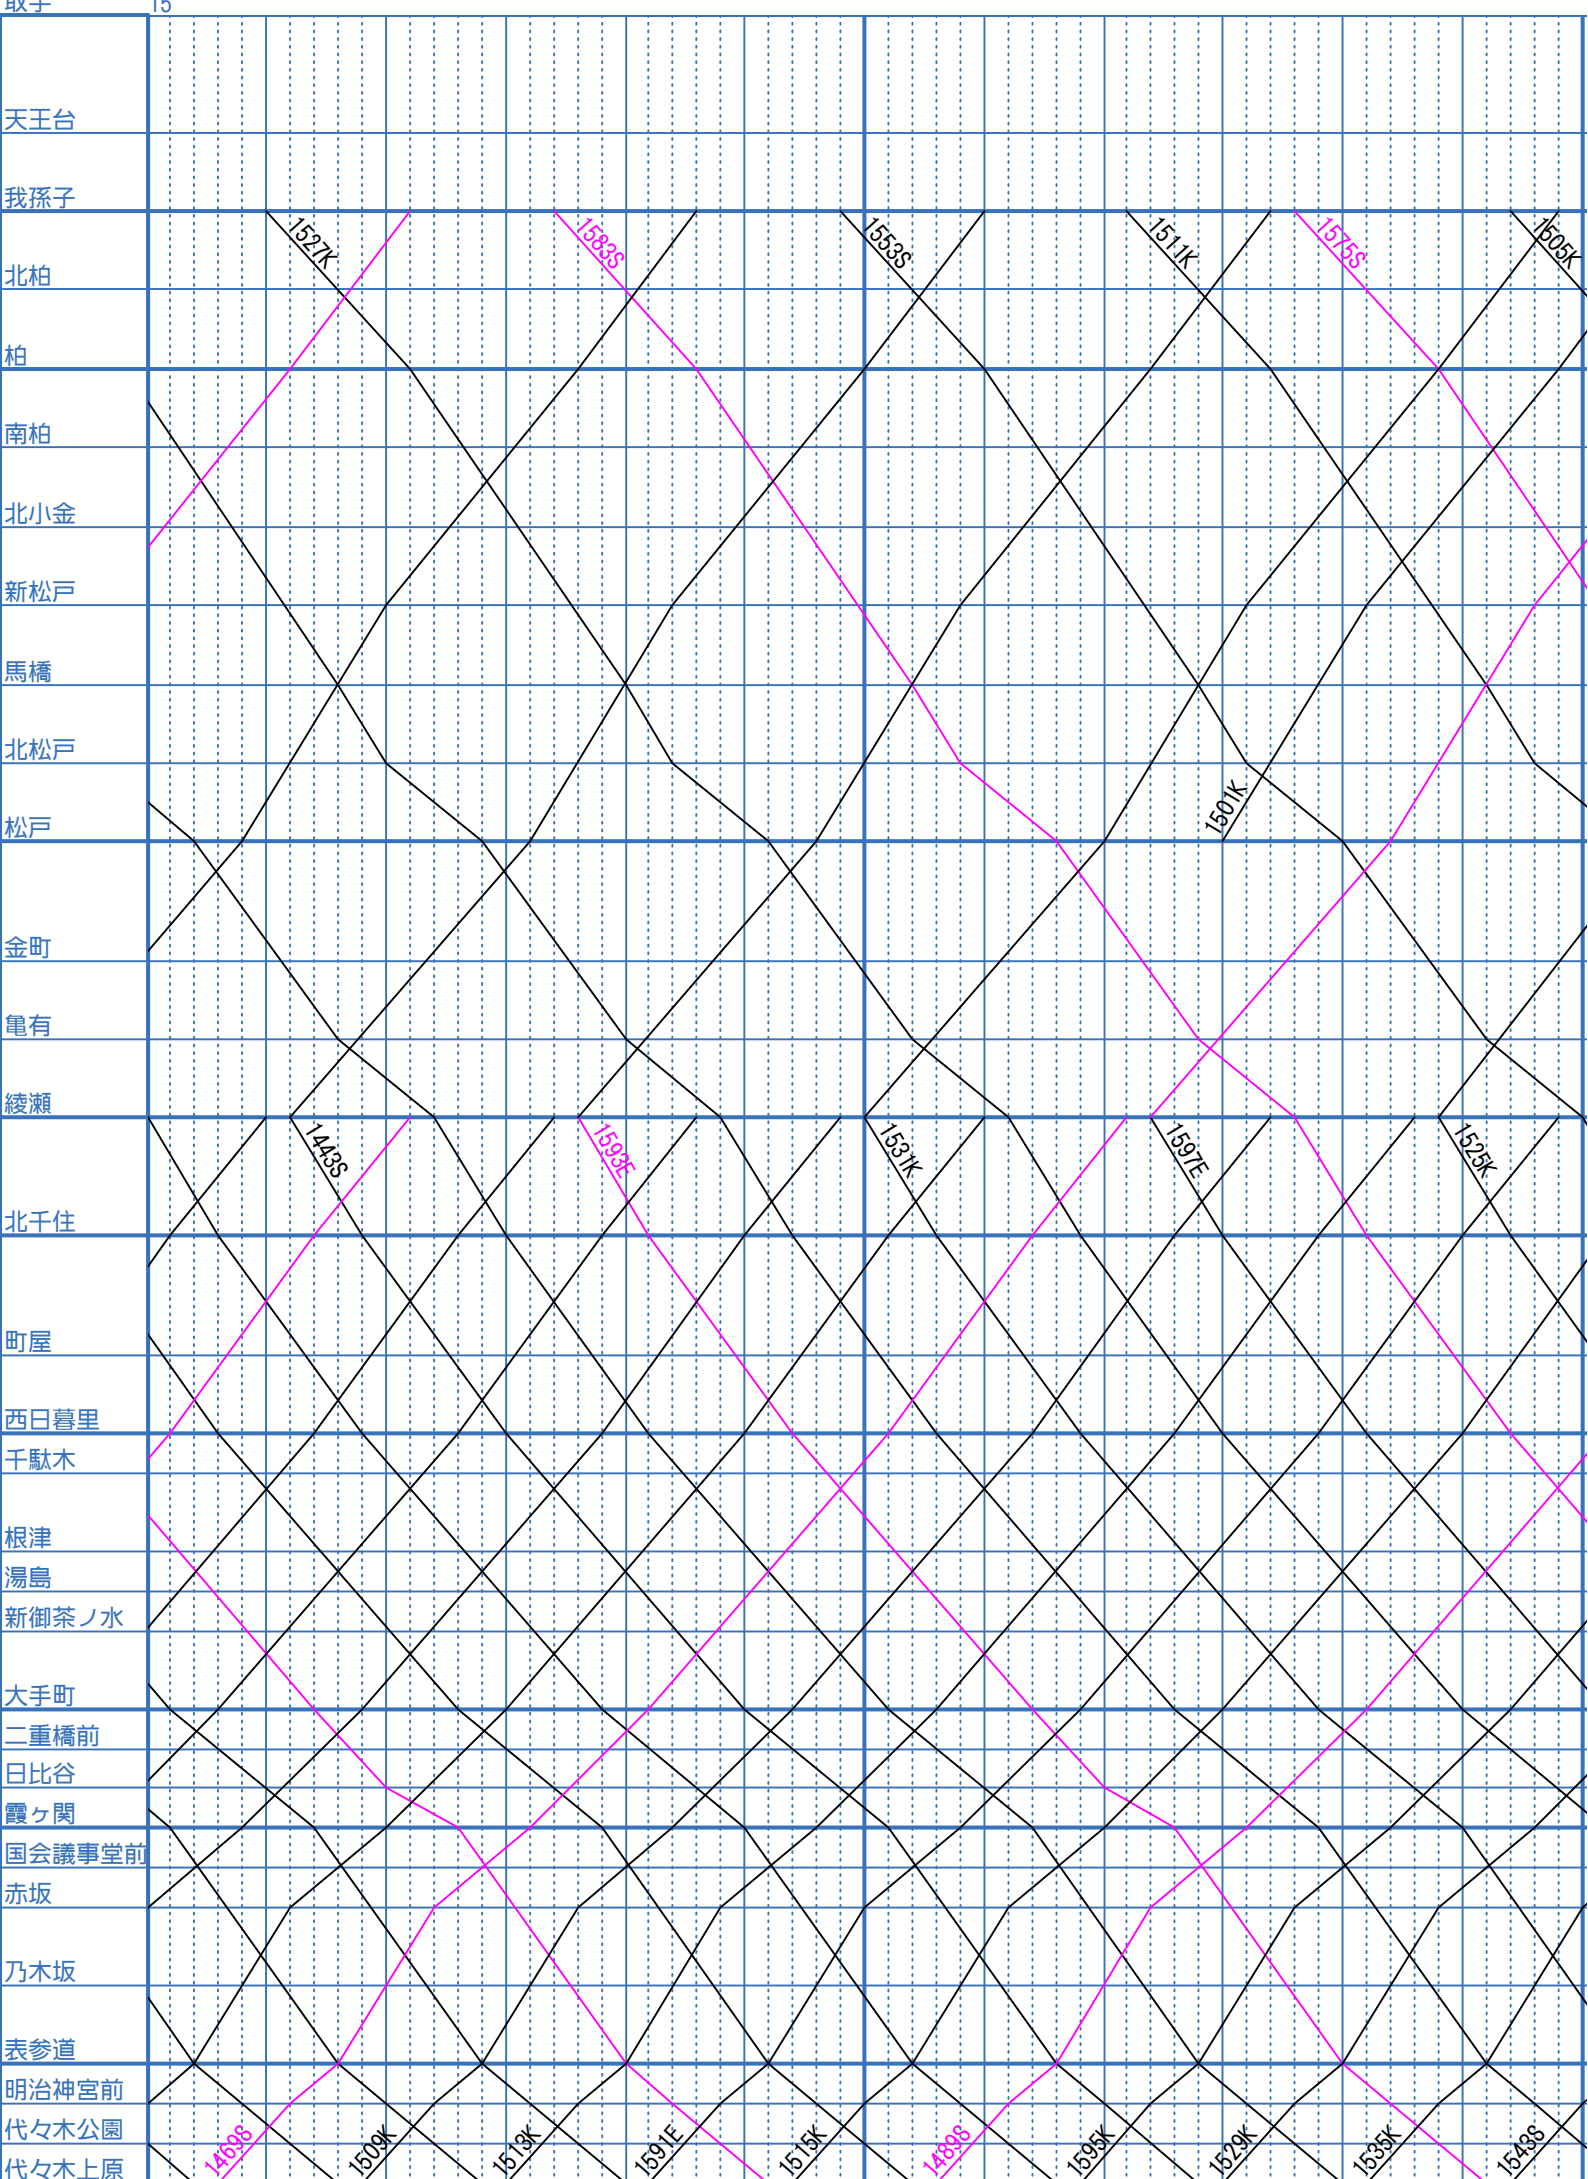 取手
15
天王台
我孫子
1527K
1583S
1553S
1511K
1575S
1505K
北柏
柏
南柏
北小金
新松戸
馬橋
北松戸
1501K
松戸
金町
亀有
綾瀬
1443S
1593E
1531K
1597E
1525K
北千住
町屋
西日暮里
千駄木
根津
湯島
新御茶ノ水
大手町
二重橋前
日比谷
霞ヶ関
国会議事堂前
赤坂
乃木坂
表参道
明治神宮前
代々木公園
1469S
1509K
1513K
1591E
1515K
1489S
1595K
1529K
1535K
1543S
代々木上原